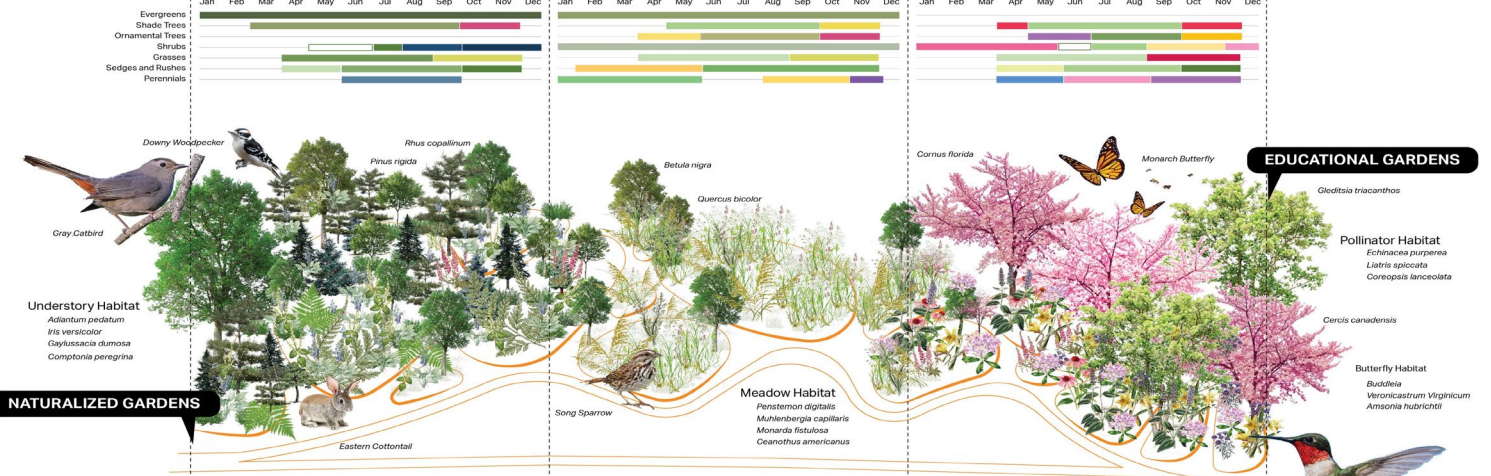 Jan Feb Mar Apr May Jun Jul Aug Sep Oct Nov Dec
Jan Feb Mar Apr May Jun Jul Aug Sep Oct Nov Dec
Jan Feb Mar Apr May Jun Jul Aug Sep Oct Nov Dec
Evergreens
Shade Trees
Ornamental Trees
Shrubs
Grasses
Sedges and Rushes
Perennials
Downy Woodpecker
Rhus copallinum
Pinus rigida
Gray Catbird
Betula nigra
Quercus bicolor
Cornus florida
Monarch Butterfly
EDUCATIONAL GARDENS
Gleditsia triacanthos
Pollinator Habitat
Echinacea purperea
Liatris spiccata
Coreopsis lanceolata
Understory Habitat
Adiantum pedatum
Iris versicolor
Gaylussacia dumosa
Comptonia peregrina
Cercis canadensis
Butterfly Habitat
Buddleia
Veronicastrum Virginicum
Amsonia hubrichtii
NATURALIZED GARDENS
Meadow Habitat
Penstemon digitalis
Muhlenbergia capillaris
Monarda fistulosa
Ceanothus americanus
Song Sparrow
Eastern Cottontail